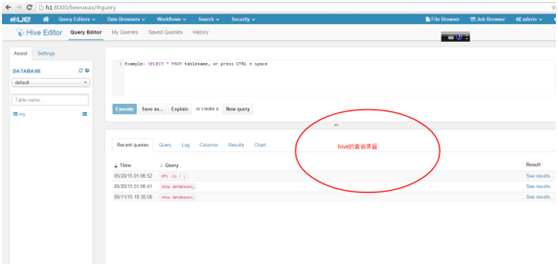 h1:8000/beeswax/#query
HUE Query Editors Data Browsers Workflows Search Security File Browser Job Browser admin
Hive Editor Query Editor My Queries Saved Queries History
Assist Settings
DATABASE
default
Table name...
1 Example: SELECT * FROM tablename, or press CTRL + space
Execute Save as... Explain or create a New query
Recent queries Query Log Columns Results Chart
hive的查询界面
Time Query Result
05/20/15 01:06:52 dfs -ls / ; See results...
05/20/15 01:06:41 show databases; See results...
05/11/15 18:30:58 show databases; See results...